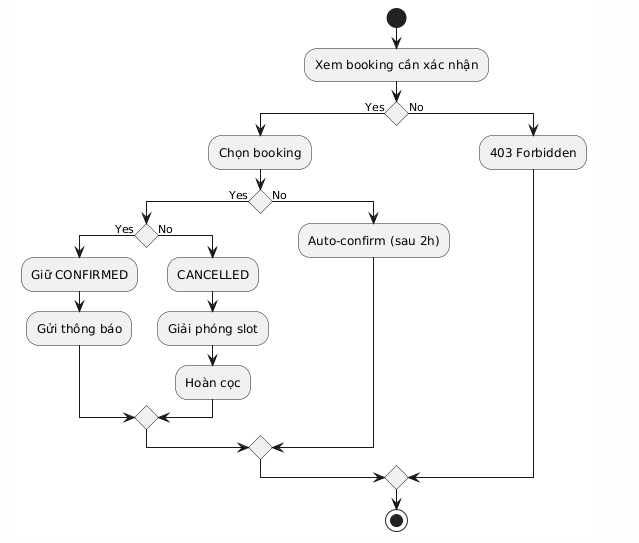 Xem booking cần xác nhận
Yes
No
Chọn booking
403 Forbidden
Yes
No
Yes
No
Auto-confirm (sau 2h)
Giữ CONFIRMED
CANCELLED
Gửi thông báo
Giải phóng slot
Hoàn cọc